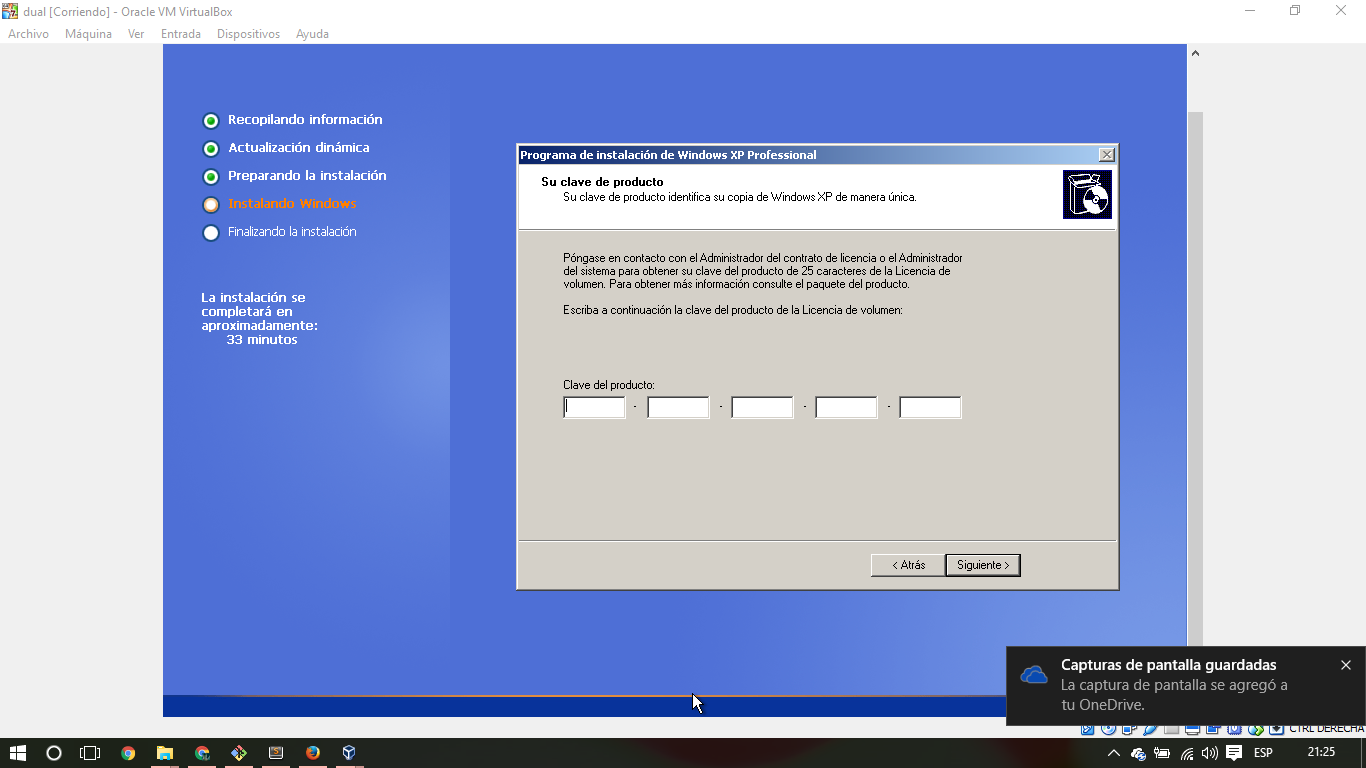 dual [Corriendo] - Oracle VM VirtualBox
Archivo Máquina Ver Entrada Dispositivos Ayuda
Recopilando información
Actualización dinámica
Preparando la instalación
Instalando Windows
Finalizando la instalación
La instalación se
completará en
aproximadamente:
33 minutos
Programa de instalación de Windows XP Professional
Su clave de producto
Su clave de producto identifica su copia de Windows XP de manera única.
Póngase en contacto con el Administrador del contrato de licencia o el Administrador
del sistema para obtener su clave del producto de 25 caracteres de la Licencia de
volumen. Para obtener más información consulte el paquete del producto.
Escriba a continuación la clave del producto de la Licencia de volumen:
Clave del producto:
- - - -
< Atrás Siguiente >
Capturas de pantalla guardadas
La captura de pantalla se agregó a
tu OneDrive.
CTRL DERECHA
ESP 21:25